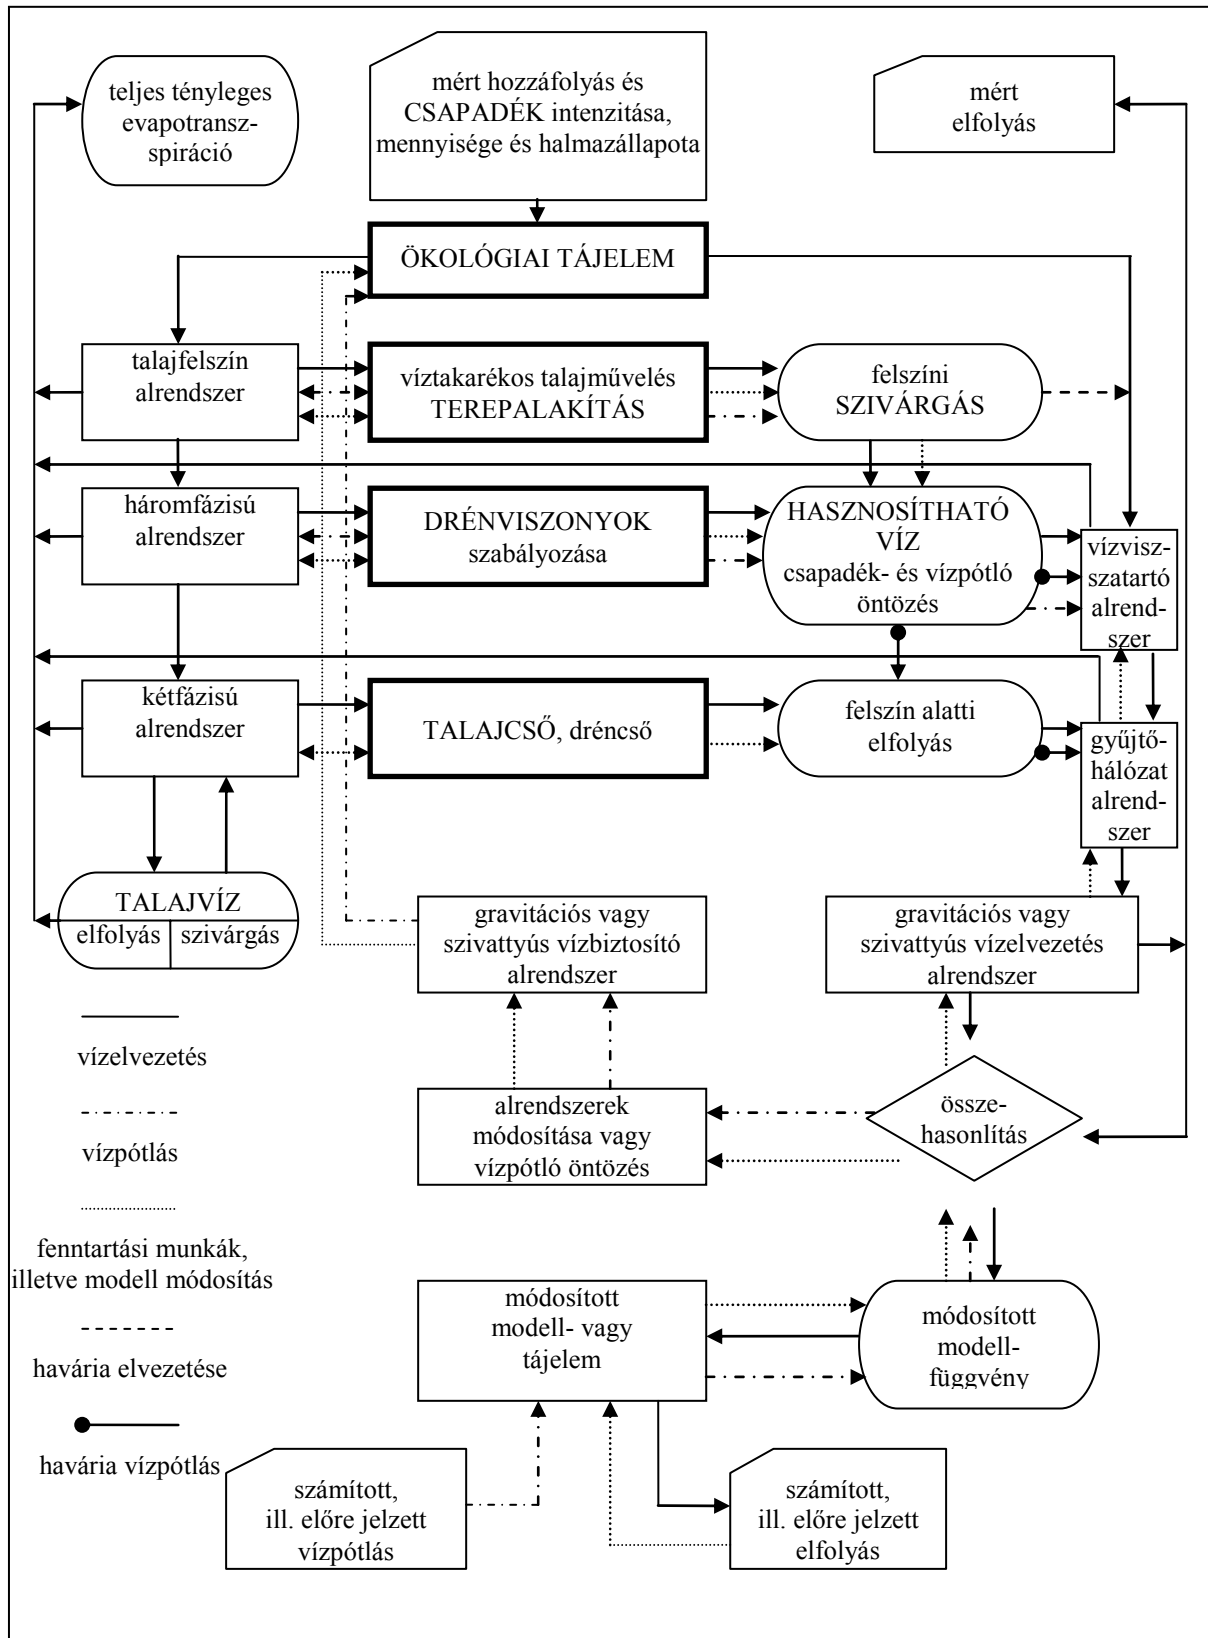 teljes tényleges
evapotransz-
spiráció
mért hozzáfolyás és
CSAPADÉK intenzitása,
mennyisége és halmazállapota
mért
elfolyás
ÖKOLÓGIAI TÁJELEM
talajfelszín
alrendszer
víztakarékos talajművelés
TEREPALAKÍTÁS
felszíni
SZIVÁRGÁS
háromfázisú
alrendszer
DRÉNVISZONYOK
szabályozása
HASZNOSÍTHATÓ
VÍZ
csapadék- és vízpótló
öntözés
vízvisz-
szatartó
alrend-
szer
kétfázisú
alrendszer
TALAJCSŐ, dréncső
felszín alatti
elfolyás
gyűjtő-
hálózat
alrend-
szer
TALAJVÍZ
elfolyás
szivárgás
gravitációs vagy
szivattyús vízbiztosító
alrendszer
gravitációs vagy
szivattyús vízelvezetés
alrendszer
vízelvezetés
vízpótlás
fenntartási munkák,
illetve modell módosítás
havária elvezetése
havária vízpótlás
alrendszerek
módosítása vagy
vízpótló öntözés
össze-
hasonlítás
módosított
modell- vagy
tájelem
módosított
modell-
függvény
számított,
ill. előre jelzett
vízpótlás
számított,
ill. előre jelzett
elfolyás